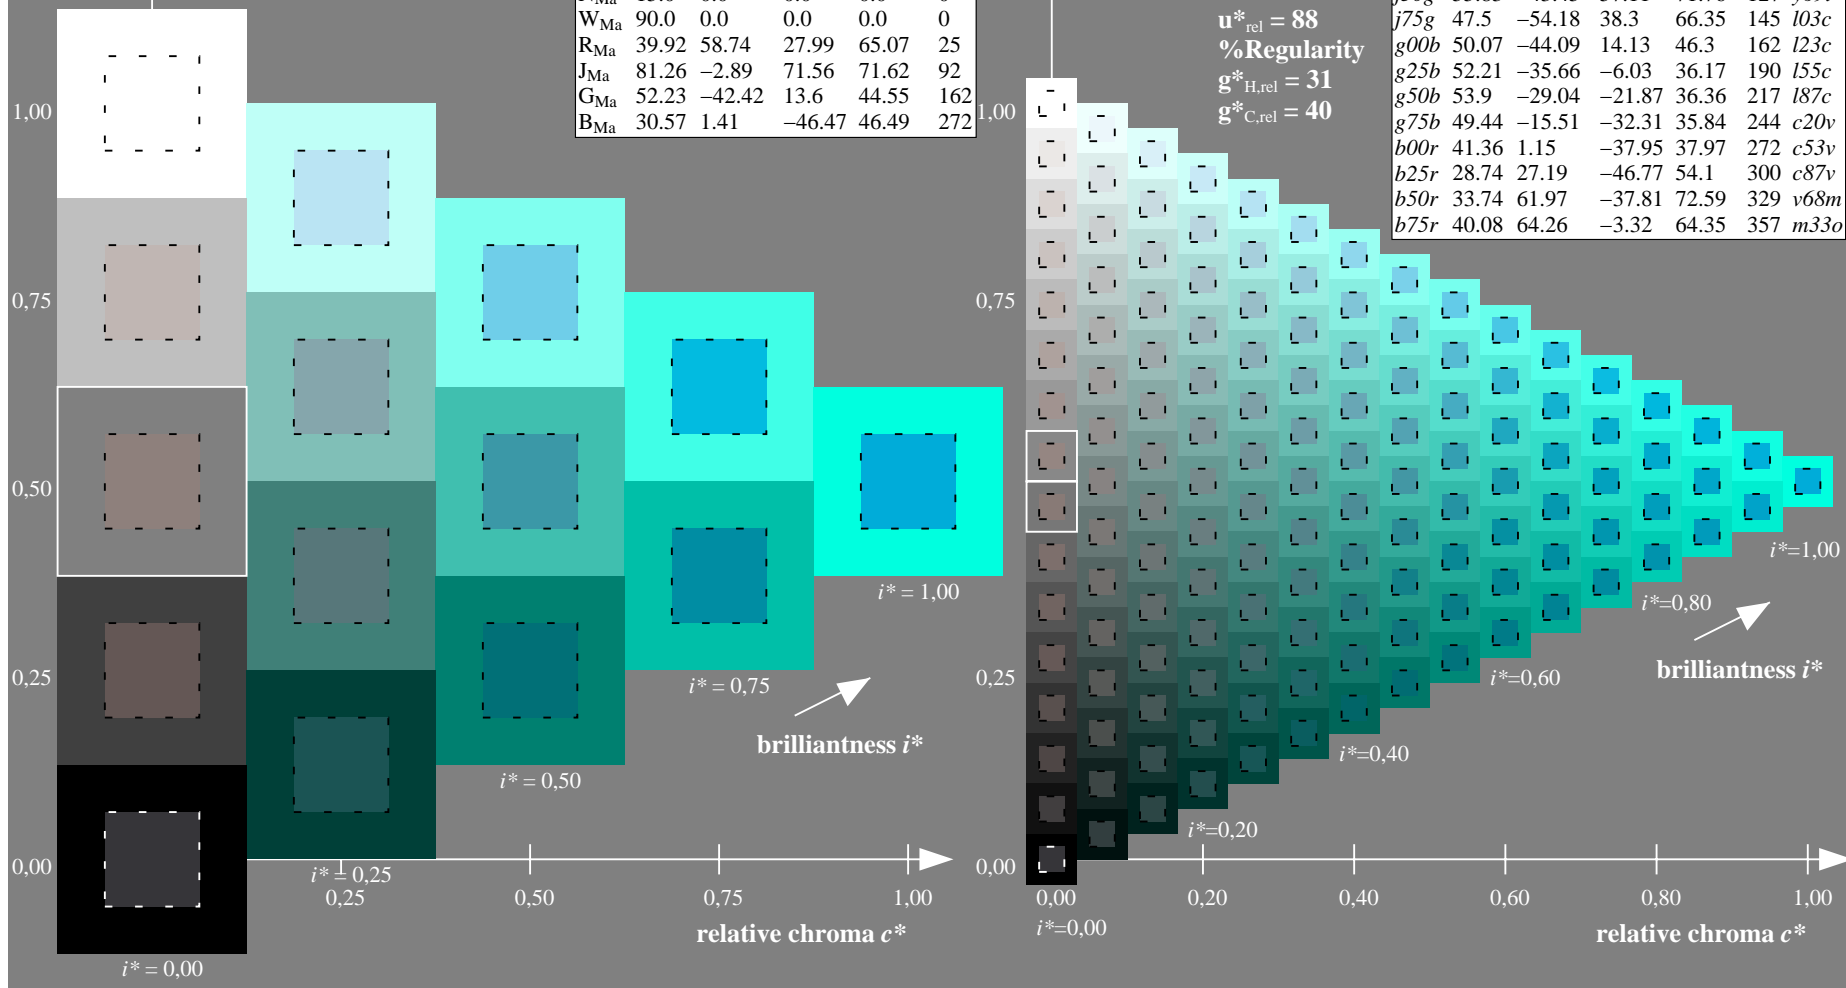 W_Ma 90.0 0.0 0.0 0.0 0
R_Ma 39.92 58.74 27.99 65.07 25
J_Ma 81.26 −2.89 71.56 71.62 92
G_Ma 52.23 −42.42 13.6 44.55 162
B_Ma 30.57 1.41 −46.47 46.49 272
u*rel = 88
%Regularity
g*H,rel = 31
g*C,rel = 40
j75g 47.5 −54.18 38.3 66.35 145 l03c
g00b 50.07 −44.09 14.13 46.3 162 l23c
g25b 52.21 −35.66 −6.03 36.17 190 l55c
g50b 53.9 −29.04 −21.87 36.36 217 l87c
g75b 49.44 −15.51 −32.31 35.84 244 c20v
b00r 41.36 1.15 −37.95 37.97 272 c53v
b25r 28.74 27.19 −46.77 54.1 300 c87v
b50r 33.74 61.97 −37.81 72.59 329 v68m
b75r 40.08 64.26 −3.32 64.35 357 m33o
1,00
0,75
0,50
0,25
0,00
i* = 1,00
i* = 0,75
brilliantness i*
i* = 0,50
i* = 0,25
0,25 0,50 0,75 1,00
relative chroma c*
i* = 0,00
1,00
0,75
0,25
0,00
i*=1,00
i*=0,80
brilliantness i*
i*=0,60
i*=0,40
i*=0,20
0,00 0,20 0,40 0,60 0,80 1,00
i*=0,00
relative chroma c*